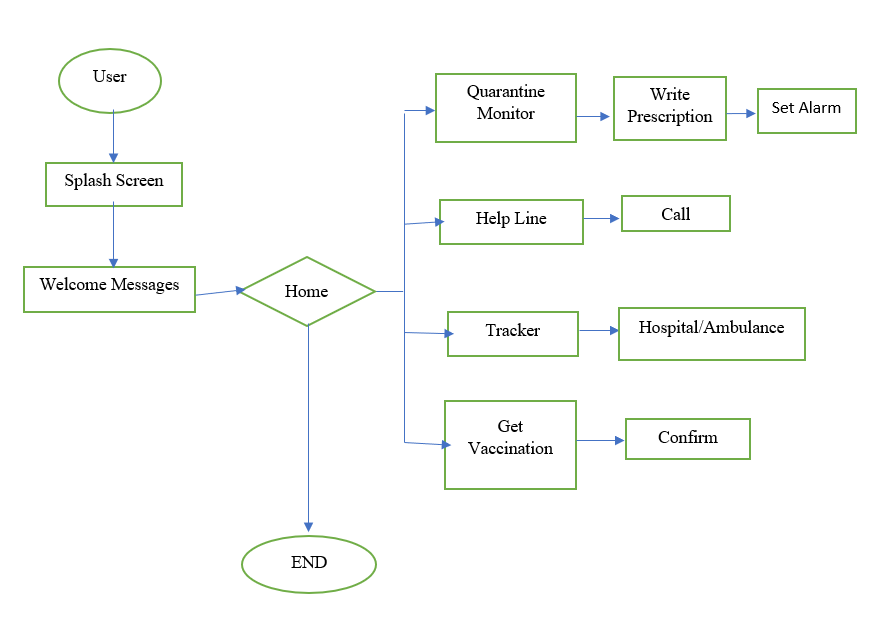 User
Splash Screen
Welcome Messages
Home
END
Quarantine
Monitor
Write
Prescription
Set Alarm
Help Line
Call
Tracker
Hospital/Ambulance
Get
Vaccination
Confirm